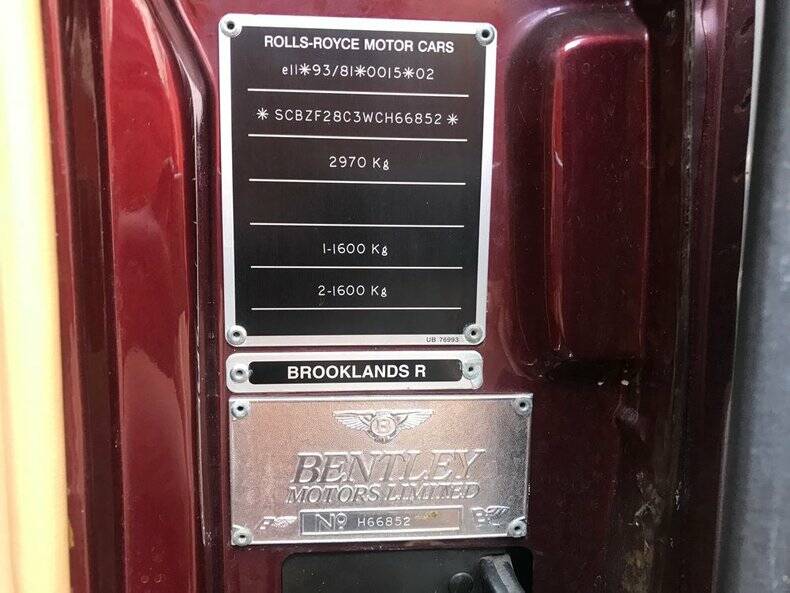 ROLLS-ROYCE MOTOR CARS
e11*93/81*0015*02
* SCBZF28C3WCH66852 *
2970 Kg
1-1600 Kg
2-1600 Kg
UB 76993
BROOKLANDS R
B
BENTLEY
MOTORS LIMITED
B No H66852 B